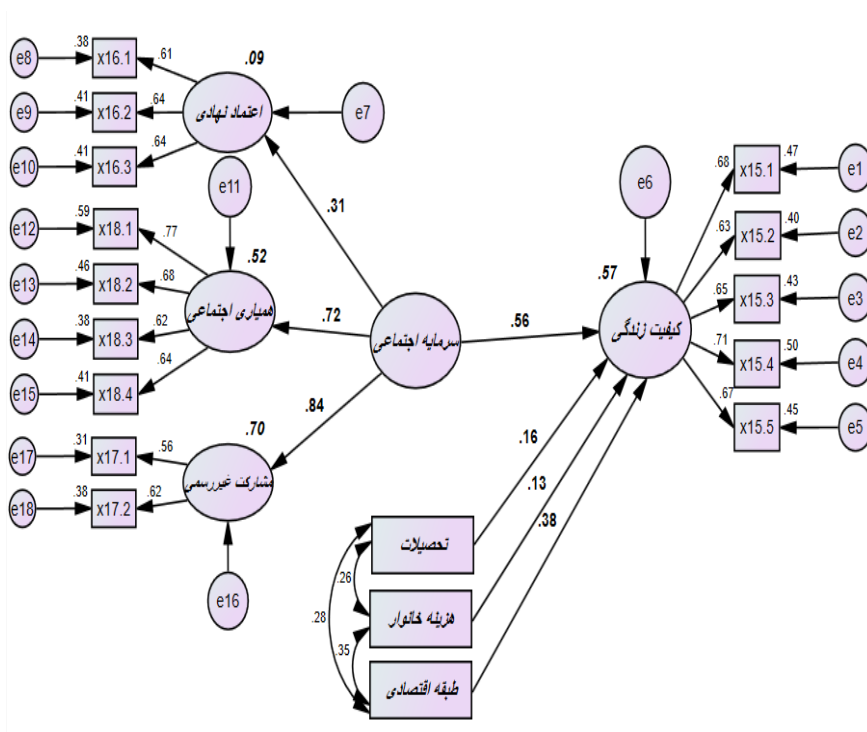 e8
.38
x16.1
.61
.09
e9
.41
x16.2
.64
اعتماد نهادی
e7
e10
.41
x16.3
.64
e11
e12
.59
x18.1
.77
.52
e13
.46
x18.2
.68
همیاری اجتماعی
e14
.38
x18.3
.62
e15
.41
x18.4
.64
e17
.31
x17.1
.56
.70
e18
.38
x17.2
.62
مشارکت غیررسمی
e16
.31
.72
.84
سرمایه اجتماعی
.56
e6
.57
کیفیت زندگی
.68
x15.1
.47
e1
.63
x15.2
.40
e2
.65
x15.3
.43
e3
.71
x15.4
.50
e4
.67
x15.5
.45
e5
.16
.13
.38
تحصیلات
.26
هزینه خانوار
.28
.35
طبقه اقتصادی